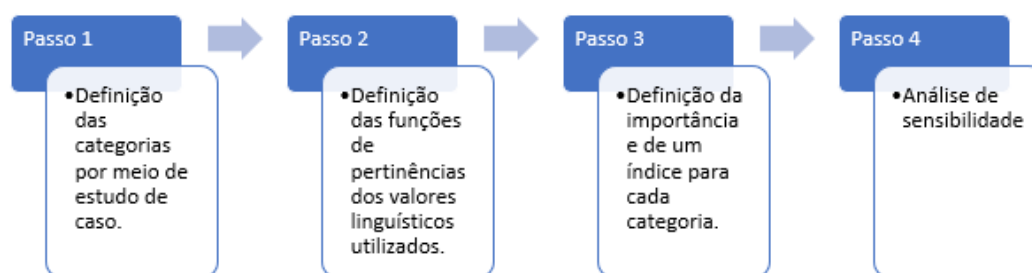 Passo 1
•Definição
das
categorias
por meio de
estudo de
caso.
Passo 2
•Definição
das funções
de
pertinências
dos valores
linguísticos
utilizados.
Passo 3
•Definição da
importância
e de um
índice para
cada
categoria.
Passo 4
•Análise de
sensibilidade